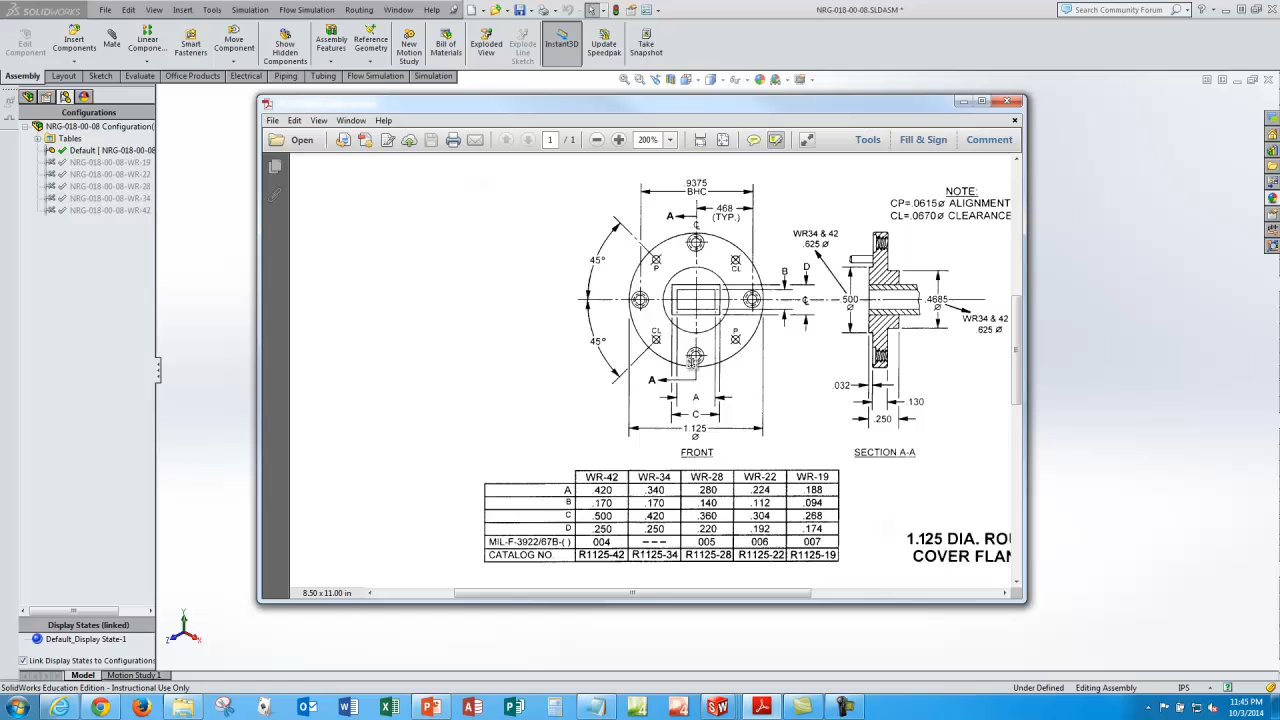 SOLIDWORKS File Edit View Insert Tools Simulation Flow Simulation Routing Window Help NRG-018-00-08.SLDASM * Search Community Forum
Edit Component
Insert Components
Mate
Linear Compone...
Smart Fasteners
Move Component
Show Hidden Components
Assembly Features
Reference Geometry
New Motion Study
Bill of Materials
Exploded View
Explode Line Sketch
Instant3D
Update Speedpak
Take Snapshot
Assembly Layout Sketch Evaluate Office Products Electrical Piping Tubing Flow Simulation Simulation
Configurations
NRG-018-00-08 Configuration(
Tables
Default [ NRG-018-00-08
NRG-018-00-08-WR-19
NRG-018-00-08-WR-22
NRG-018-00-08-WR-28
NRG-018-00-08-WR-34
NRG-018-00-08-WR-42
File Edit View Window Help
Open 1 / 1 200% Tools Fill & Sign Comment
.9375
BHC
A .468
(TYP.)
NOTE:
CP=.0615ø ALIGNMENT
CL=.0670ø CLEARANCE
WR34 & 42
.625 ø
45° P CL B D
.500 ø .4685 ø
WR34 & 42
.625 ø
45° CL P
A
A
C
1.125
ø
.032
.130
.250
FRONT SECTION A-A
WR-42 WR-34 WR-28 WR-22 WR-19
A .420 .340 .280 .224 .188
B .170 .170 .140 .112 .094
C .500 .420 .360 .304 .268
D .250 .250 .220 .192 .174
MIL-F-3922/67B-( ) 004 --- 005 006 007
CATALOG NO. R1125-42 R1125-34 R1125-28 R1125-22 R1125-19
1.125 DIA. ROU
COVER FLAN
8.50 x 11.00 in
Y
Z X
Display States (linked)
Default_Display State-1
Link Display States to Configurations
Model Motion Study 1
SolidWorks Education Edition - Instructional Use Only Under Defined Editing Assembly IPS
11:45 PM
10/3/2014